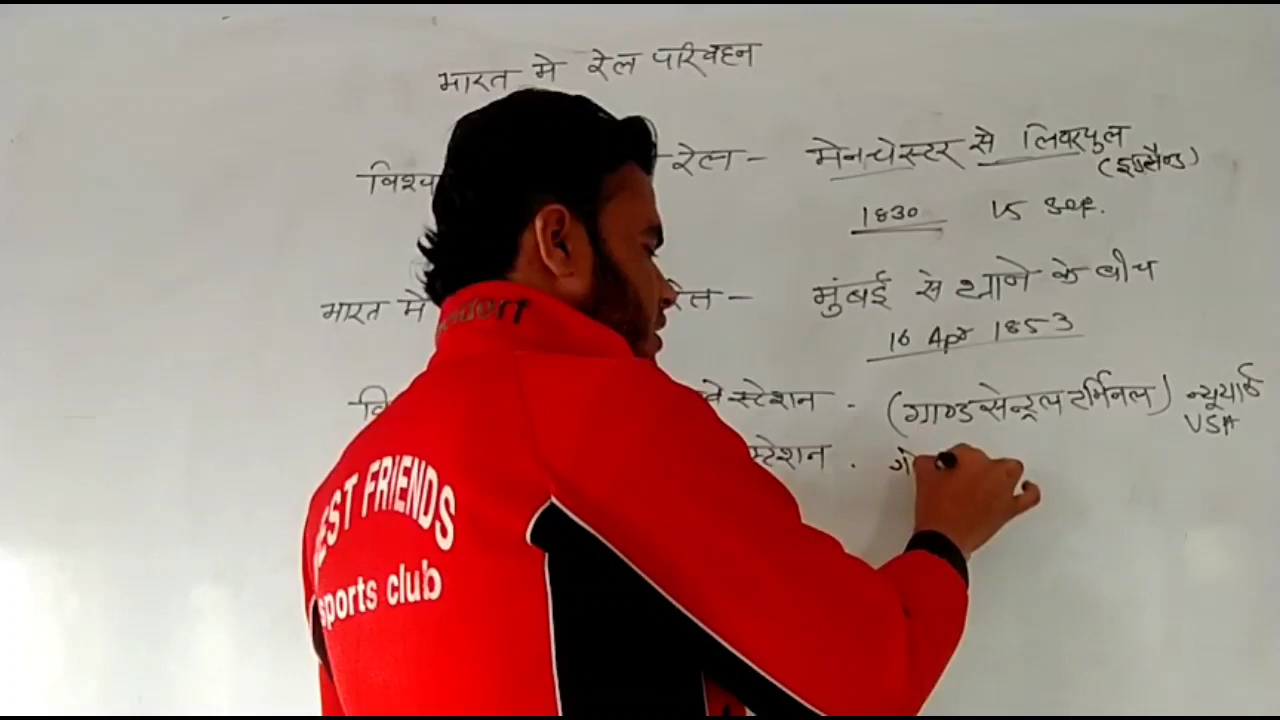 भारत मे रेल परिवहन
रेल - मेनचेस्टर से लिवरपुल
(इंग्लैन्ड)
1830 15 Sep.
भारत में रेल - मुंबई से थाने के बीच
16 Apr 1853
स्टेशन . (ग्राण्ड सेन्ट्रल टर्मिनल) न्यूयार्क
USA
स्टेशन .
FRIENDS
sports club